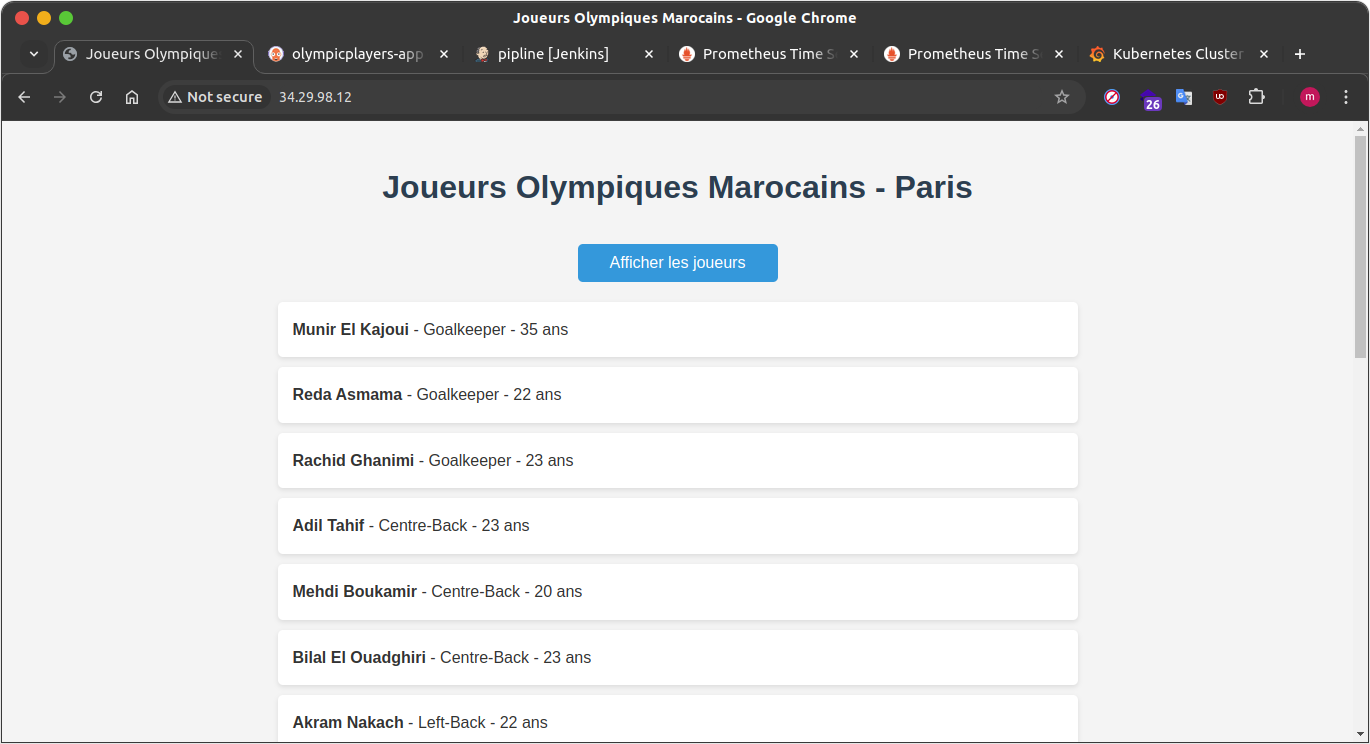 Joueurs Olympiques Marocains - Google Chrome
Joueurs Olympique
olympicplayers-app
pipline [Jenkins]
Prometheus Time S
Prometheus Time S
Kubernetes Cluster
Not secure
34.29.98.12
26
m
Joueurs Olympiques Marocains - Paris
Afficher les joueurs
Munir El Kajoui - Goalkeeper - 35 ans
Reda Asmama - Goalkeeper - 22 ans
Rachid Ghanimi - Goalkeeper - 23 ans
Adil Tahif - Centre-Back - 23 ans
Mehdi Boukamir - Centre-Back - 20 ans
Bilal El Ouadghiri - Centre-Back - 23 ans
Akram Nakach - Left-Back - 22 ans